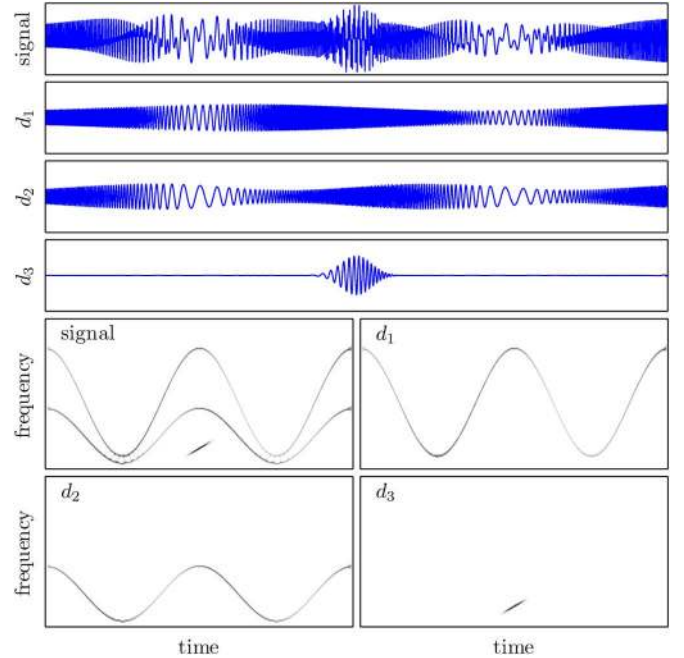 signal
d₁
d₂
d₃
signal
d₁
frequency
d₂
d₃
frequency
time
time